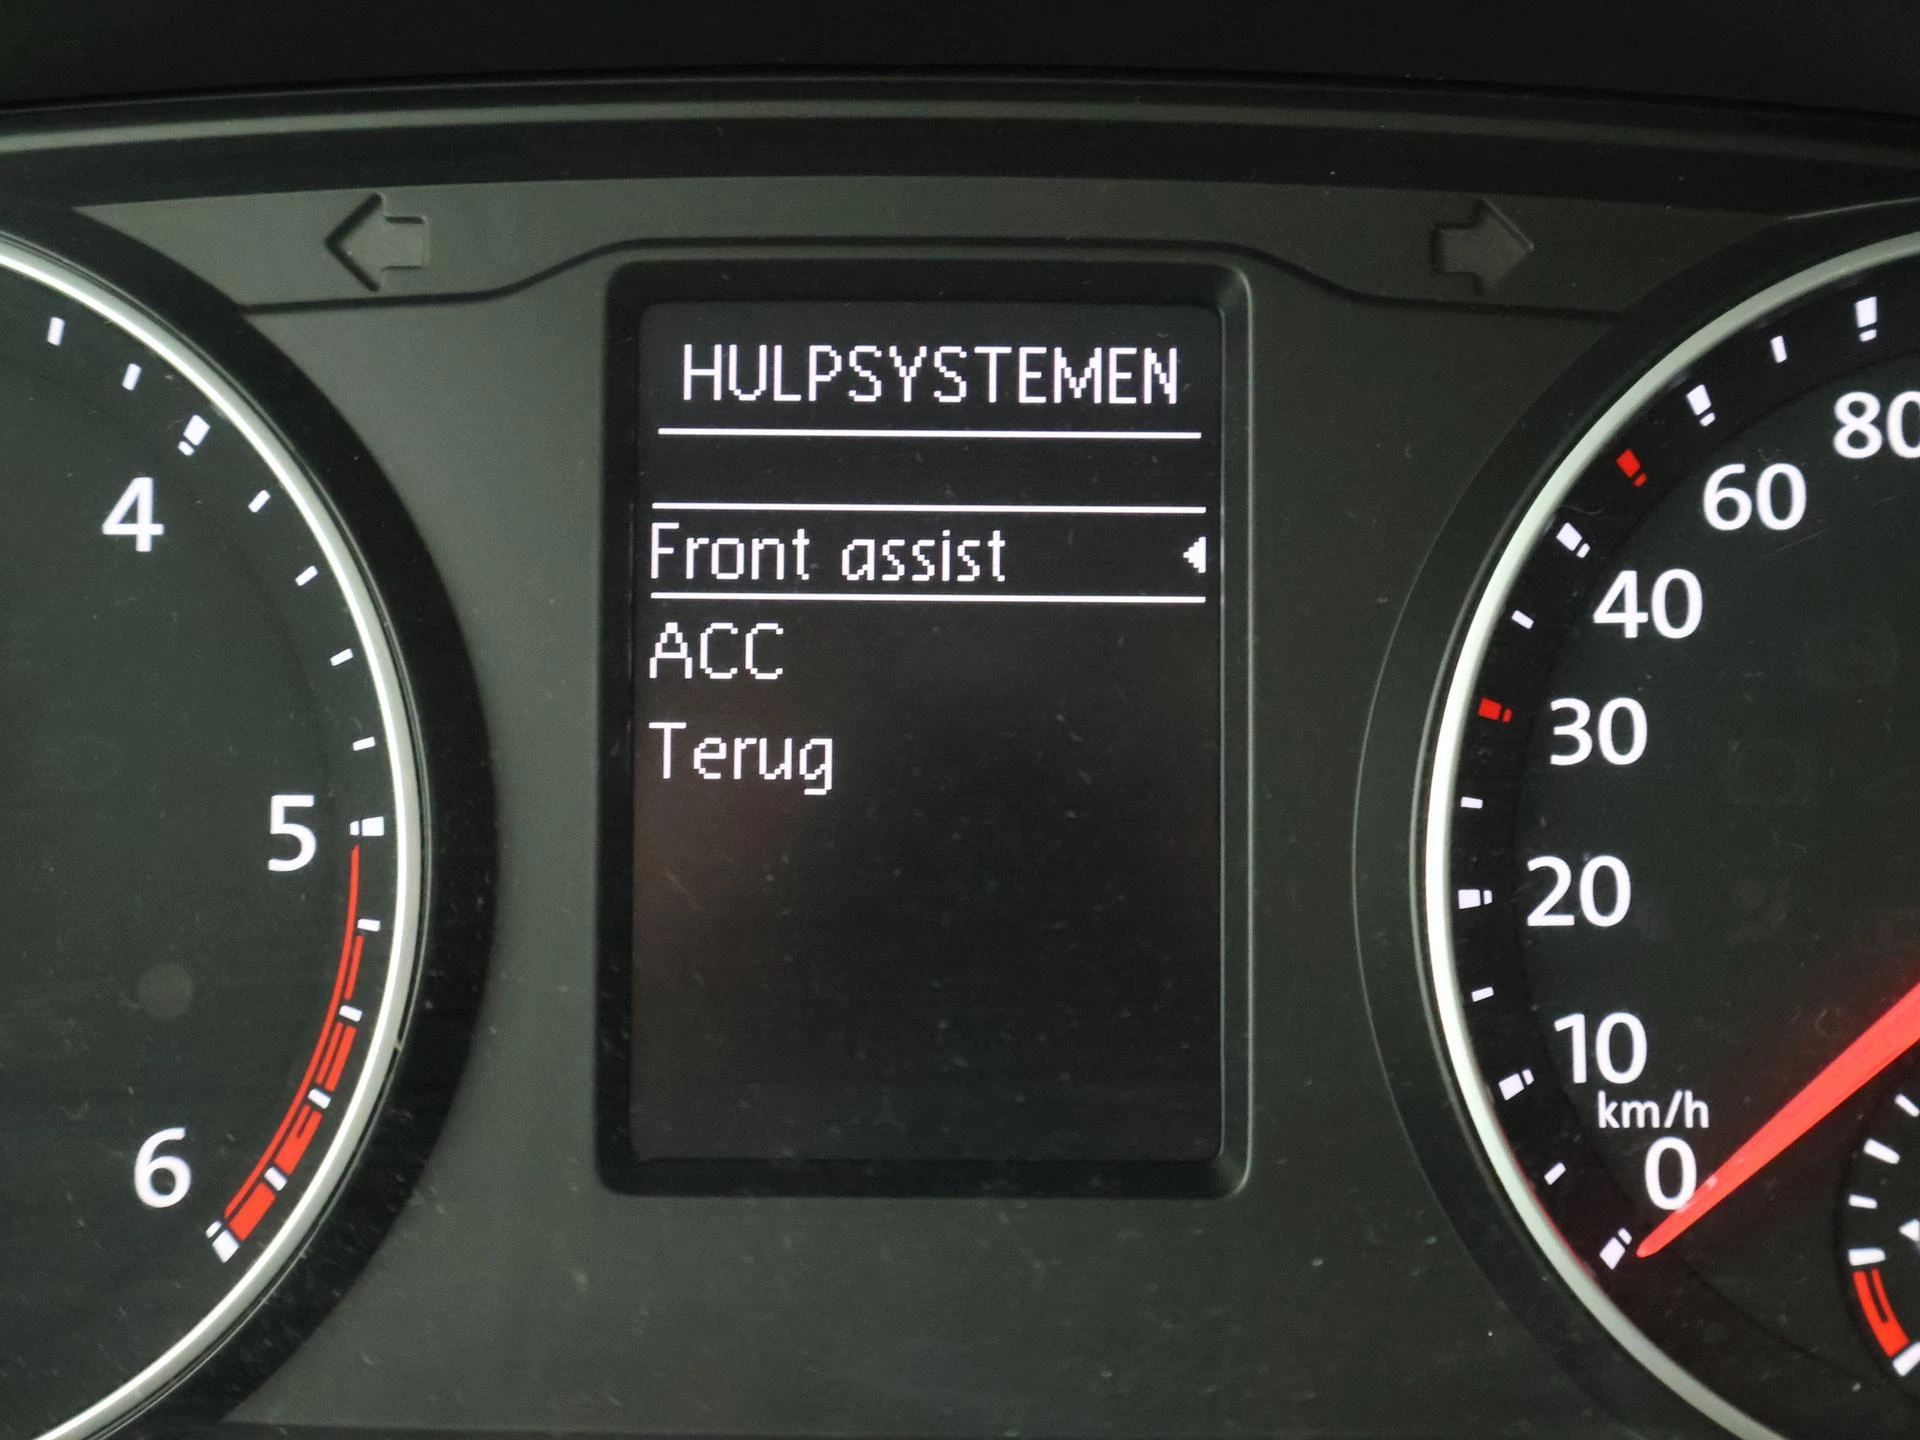 HULPSYSTEMEN
Front assist
ACC
Terug
4
5
6
80
60
40
30
20
10
km/h
0